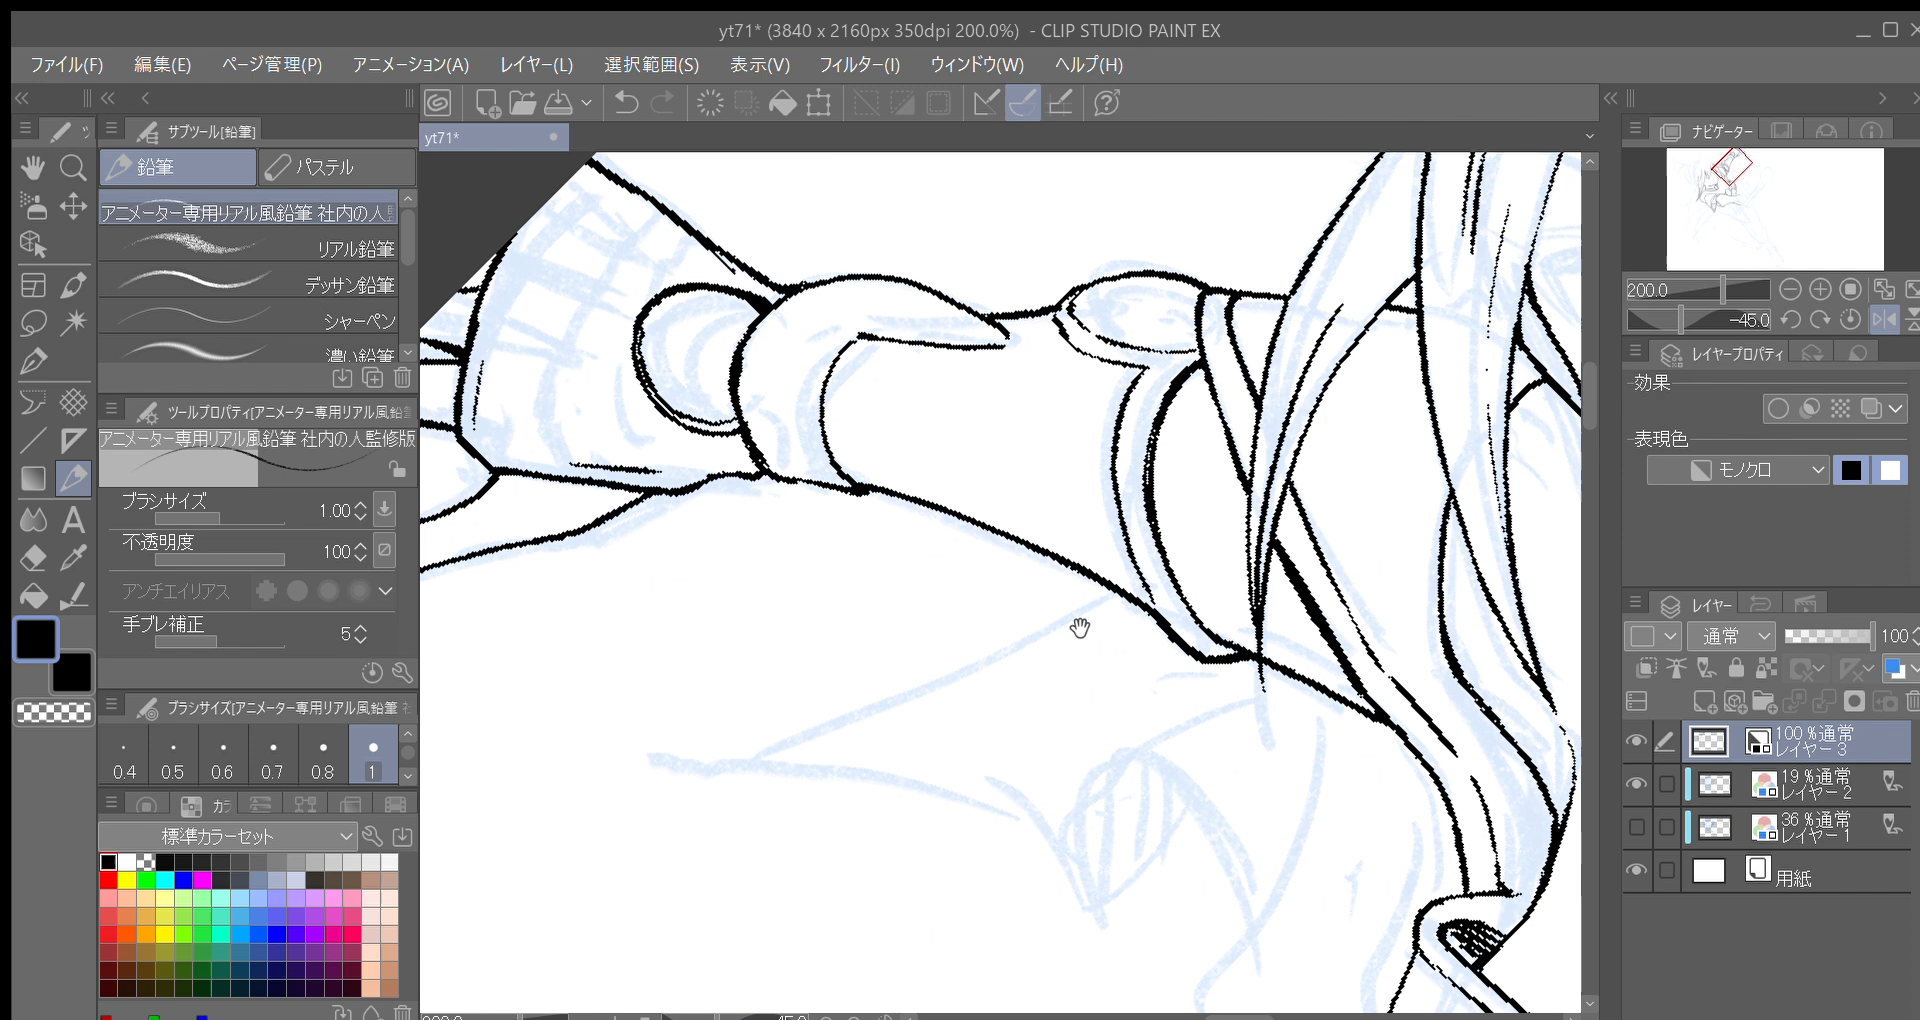 yt71* (3840 x 2160px 350dpi 200.0%) - CLIP STUDIO PAINT EX
ファイル(F) 編集(E) ページ管理(P) アニメーション(A) レイヤー(L) 選択範囲(S) 表示(V) フィルター(I) ウィンドウ(W) ヘルプ(H)
サブツール[鉛筆]
yt71*
鉛筆 パステル
アニメーター専用リアル風鉛筆 社内の人
リアル鉛筆
デッサン鉛筆
シャーペン
濃い鉛筆
ツールプロパティ[アニメーター専用リアル風鉛筆
アニメーター専用リアル風鉛筆 社内の人監修版
ブラシサイズ 1.00
不透明度 100
アンチエイリアス
手ブレ補正 5
ブラシサイズ[アニメーター専用リアル風鉛筆
0.4 0.5 0.6 0.7 0.8 1
カラ
標準カラーセット
ナビゲーター
200.0
-45.0
レイヤープロパティ
効果
表現色
モノクロ
レイヤー
通常 100
100 %通常
レイヤー 3
19 %通常
レイヤー 2
36 %通常
レイヤー 1
用紙